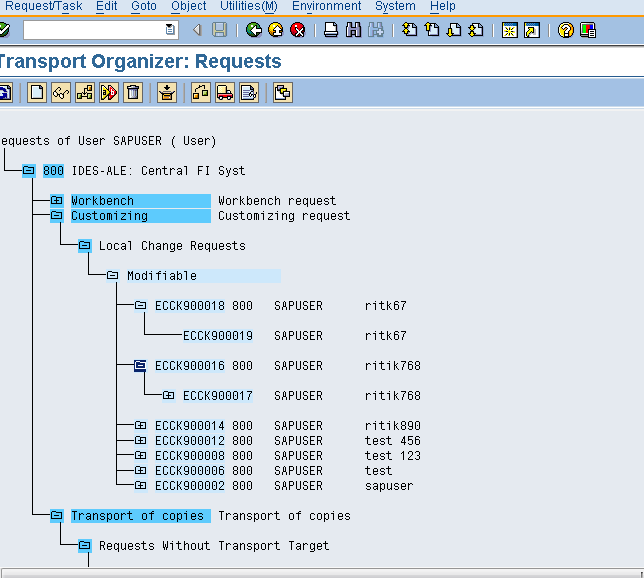 Request/Task Edit Goto Object Utilities(M) Environment System Help
Transport Organizer: Requests
equests of User SAPUSER ( User)
800 IDES-ALE: Central FI Syst
Workbench Workbench request
Customizing Customizing request
Local Change Requests
Modifiable
ECCK900018 800 SAPUSER ritk67
ECCK900019 SAPUSER ritk67
ECCK900016 800 SAPUSER ritik768
ECCK900017 SAPUSER ritik768
ECCK900014 800 SAPUSER ritik890
ECCK900012 800 SAPUSER test 456
ECCK900008 800 SAPUSER test 123
ECCK900006 800 SAPUSER test
ECCK900002 800 SAPUSER sapuser
Transport of copies Transport of copies
Requests Without Transport Target